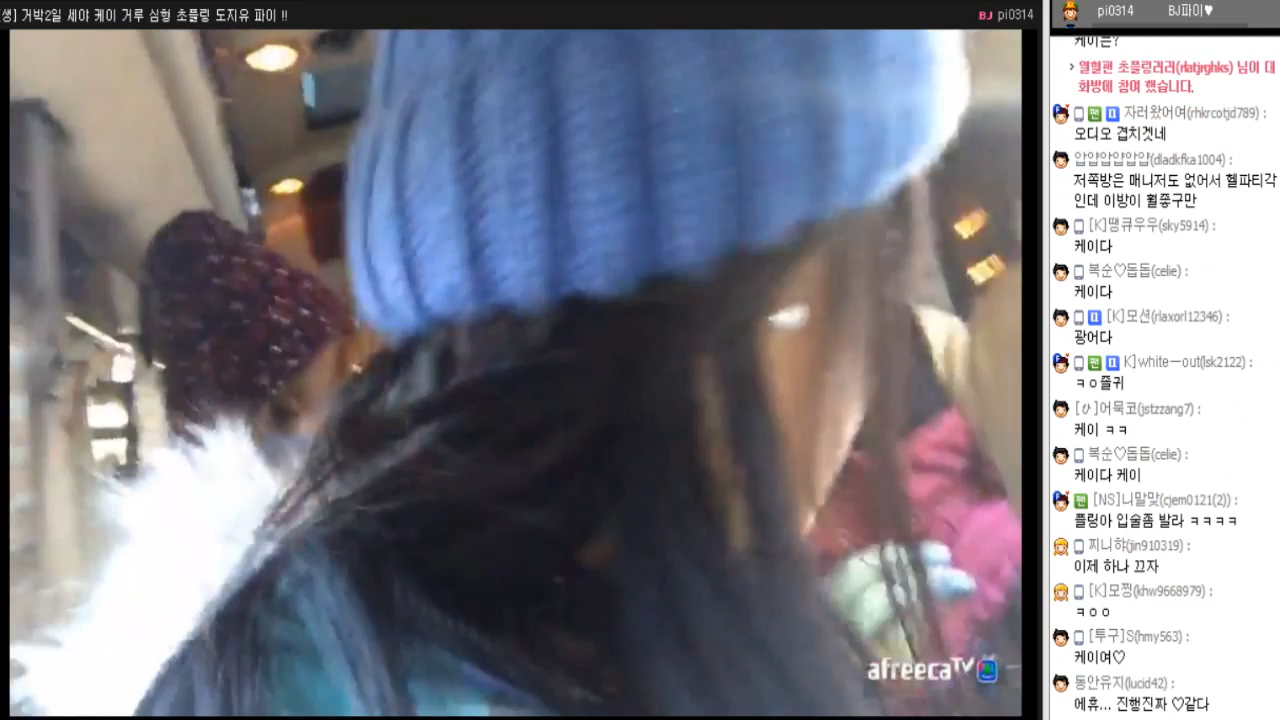 생] 거박2일 세야 케이 거루 심형 초플링 도지유 파이 !!
BJ pi0314
pi0314 BJ파이♥
케이는?
열혈팬 초플링러러(rlatjrghks) 님이 대
화방에 참여 했습니다.
자러왔어여(rhkrcotjd789) :
오디오 겹치겟네
압얍압얍압얍(dladkfka1004) :
저쪽방은 매니저도 없어서 헬파티각
인데 이방이 훨쭁구만
[K]땡큐우우(sky5914) :
케이다
복순♡돕돕(celie) :
케이다
[K]모션(rlaxorl12346) :
광어다
K]white-out(lsk2122) :
ㅋㅇ즐귀
어묵코(jstzzang7) :
케이 ㅋㅋ
복순♡돕돕(celie) :
케이다 케이
[NS]니말맞(cjem0121(2)) :
플링아 입술좀 발라 ㅋㅋㅋㅋ
찌니햐(jin910319) :
이제 하나 끄자
[K]모찡(khw9668979) :
ㅋㅇㅇ
[투구]S(hmy563) :
케이여♡
동안유지(lucid42) :
에휴... 진행진짜 ♡같다
afreecaTV